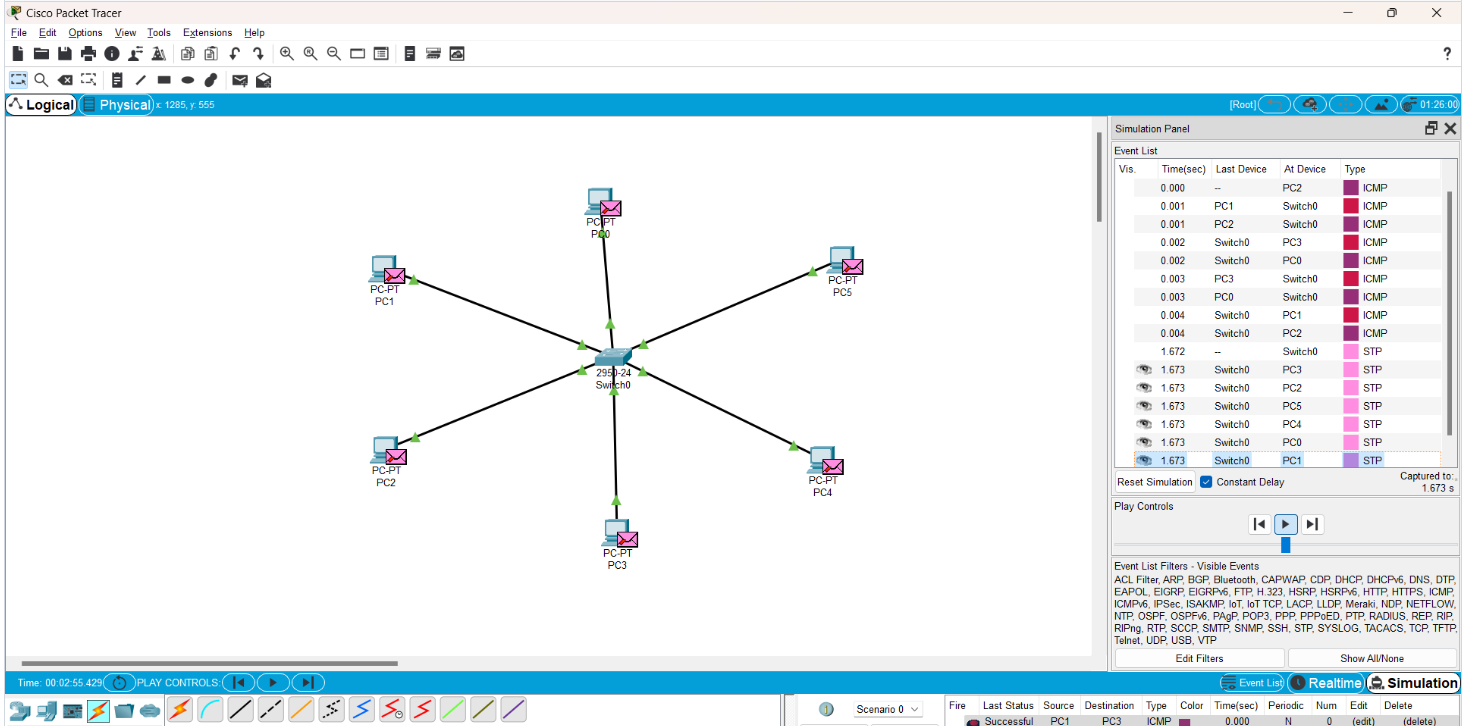 Cisco Packet Tracer
File Edit Options View Tools Extensions Help
?
Logical Physical x: 1285, y: 555 [Root] 01:26:00
PC-PT
PC0
PC-PT
PC1
PC-PT
PC5
2950-24
Switch0
PC-PT
PC2
PC-PT
PC4
PC-PT
PC3
Simulation Panel
Event List
Vis. Time(sec) Last Device At Device Type
0.000 -- PC2 ICMP
0.001 PC1 Switch0 ICMP
0.001 PC2 Switch0 ICMP
0.002 Switch0 PC3 ICMP
0.002 Switch0 PC0 ICMP
0.003 PC3 Switch0 ICMP
0.003 PC0 Switch0 ICMP
0.004 Switch0 PC1 ICMP
0.004 Switch0 PC2 ICMP
1.672 -- Switch0 STP
1.673 Switch0 PC3 STP
1.673 Switch0 PC2 STP
1.673 Switch0 PC5 STP
1.673 Switch0 PC4 STP
1.673 Switch0 PC0 STP
1.673 Switch0 PC1 STP
Reset Simulation Constant Delay Captured to:
1.673 s
Play Controls
Event List Filters - Visible Events
ACL Filter, ARP, BGP, Bluetooth, CAPWAP, CDP, DHCP, DHCPv6, DNS, DTP,
EAPOL, EIGRP, EIGRPv6, FTP, H.323, HSRP, HSRPv6, HTTP, HTTPS, ICMP,
ICMPv6, IPSec, ISAKMP, IoT, IoT TCP, LACP, LLDP, Meraki, NDP, NETFLOW,
NTP, OSPF, OSPFv6, PAgP, POP3, PPP, PPPoED, PTP, RADIUS, REP, RIP,
RIPng, RTP, SCCP, SMTP, SNMP, SSH, STP, SYSLOG, TACACS, TCP, TFTP,
Telnet, UDP, USB, VTP
Edit Filters Show All/None
Time: 00:02:55.429 PLAY CONTROLS: Event List Realtime Simulation
Scenario 0 Fire Last Status Source Destination Type Color Time(sec) Periodic Num Edit Delete
Successful PC1 PC3 ICMP 0.000 N 0 (edit) (delete)